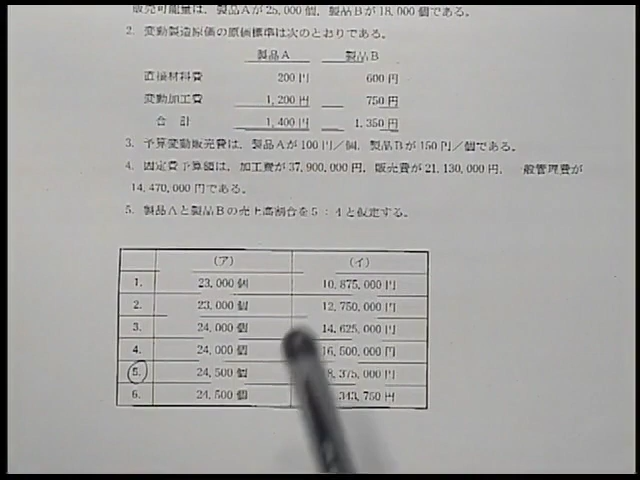 販売可能量は, 製品Aが25,000個, 製品Bが18,000個である。
2. 変動製造原価の原価標準は次のとおりである。
製品A 製品B
直接材料費 200円 600円
変動加工費 1,200円 750円
合 計 1,400円 1,350円
3. 予算変動販売費は, 製品Aが100円/個, 製品Bが150円/個である。
4. 固定費予算額は, 加工費が37,900,000円, 販売費が21,130,000円, 一般管理費が
14,470,000円である。
5. 製品Aと製品Bの売上高割合を5:4と仮定する。
(ア) (イ)
1. 23,000個 10,875,000円
2. 23,000個 12,750,000円
3. 24,000個 14,625,000円
4. 24,000個 16,500,000円
5. 24,500個 8,375,000円
6. 24,500個 343,750円